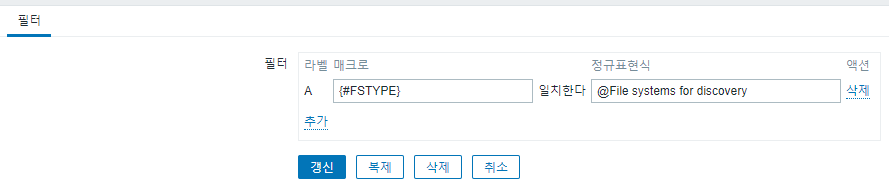 필터
필터 라벨 매크로 정규표현식 액션
A {#FSTYPE} 일치한다 @File systems for discovery 삭제
추가
갱신 복제 삭제 취소